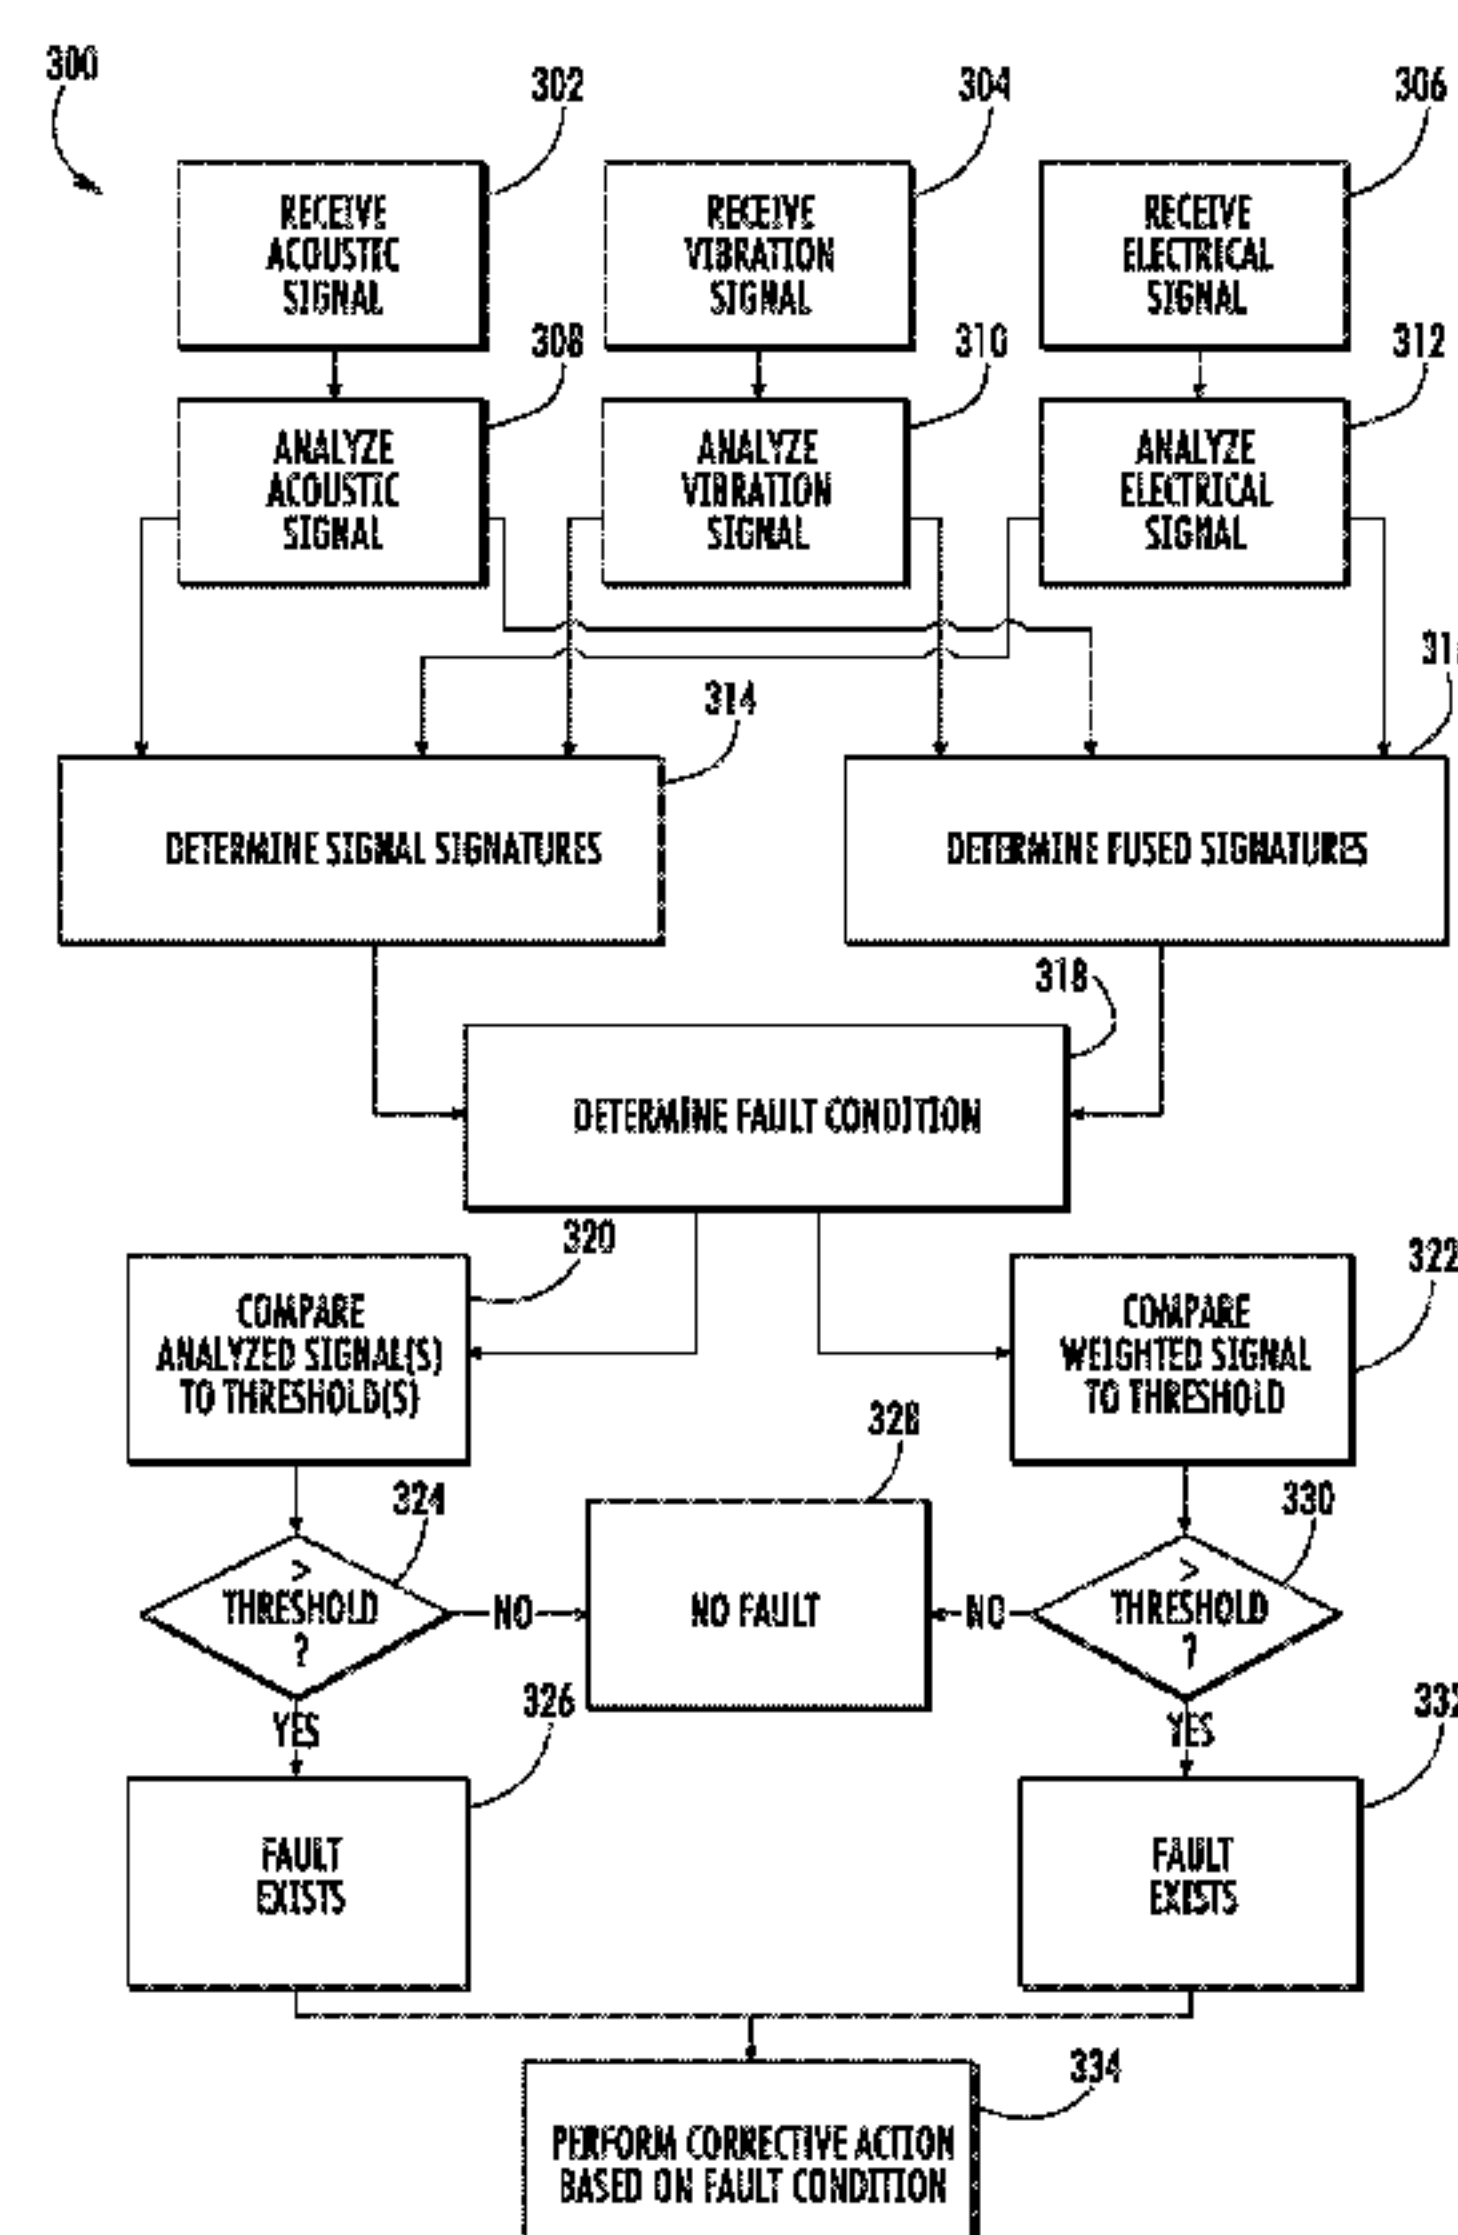 300
302
304
306
RECEIVE
ACOUSTIC
SIGNAL
RECEIVE
VIBRATION
SIGNAL
RECEIVE
ELECTRICAL
SIGNAL
308
310
312
ANALYZE
ACOUSTIC
SIGNAL
ANALYZE
VIBRATION
SIGNAL
ANALYZE
ELECTRICAL
SIGNAL
314
DETERMINE SIGNAL SIGNATURES
DETERMINE FUSED SIGNATURES
318
DETERMINE FAULT CONDITION
320
322
COMPARE
ANALYZED SIGNAL(S)
TO THRESHOLD(S)
COMPARE
WEIGHTED SIGNAL
TO THRESHOLD
328
324
330
>
THRESHOLD
?
NO
NO FAULT
NO
>
THRESHOLD
?
YES
326
YES
332
FAULT
EXISTS
FAULT
EXISTS
334
PERFORM CORRECTIVE ACTION
BASED ON FAULT CONDITION